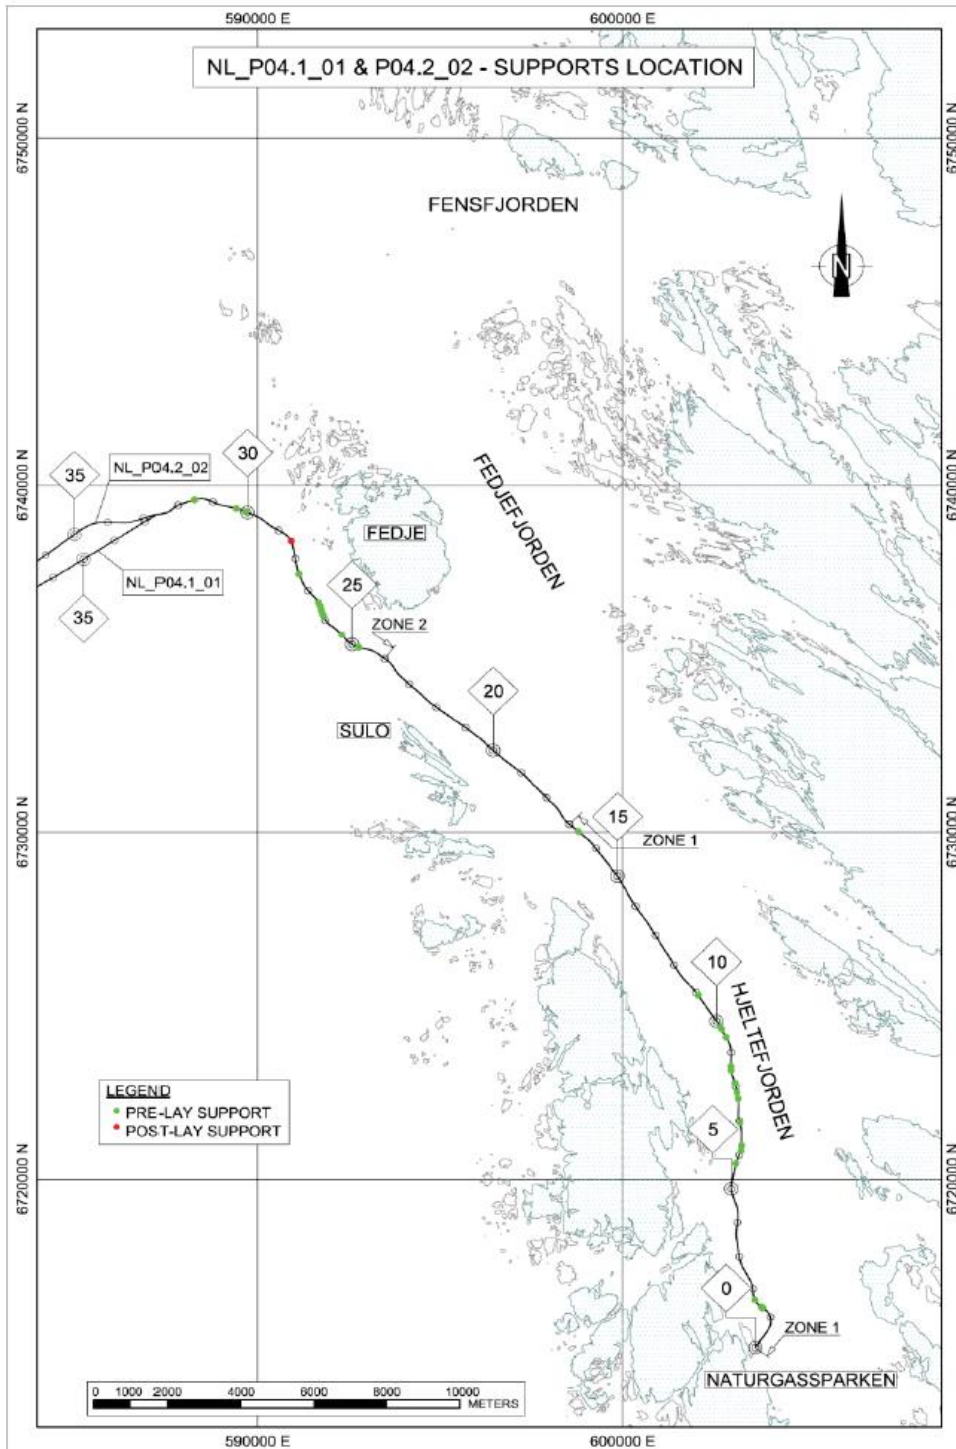 590000 E
600000 E
NL_P04.1_01 & P04.2_02 - SUPPORTS LOCATION
6750000 N
6750000 N
FENSFJORDEN
N
6740000 N
6740000 N
FEDJEFJORDEN
35
NL_P04.2_02
30
FEDJE
NL_P04.1_01
35
25
ZONE 2
20
SULO
6730000 N
6730000 N
15
ZONE 1
10
HJELTEFJORDEN
LEGEND
PRE-LAY SUPPORT
POST-LAY SUPPORT
5
6720000 N
6720000 N
0
ZONE 1
NATURGASSPARKEN
0 1000 2000 4000 6000 8000 10000
METERS
590000 E
600000 E